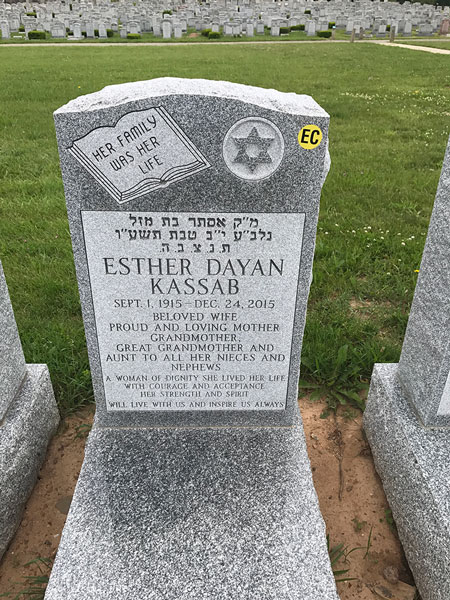 HER FAMILY
WAS HER
LIFE
EC
מ"ק אסתר בת מזל
נלב"ע י"ב טבת תשע"ו
ת נ צ ב ה
ESTHER DAYAN
KASSAB
SEPT. 1, 1915 – DEC. 24, 2015
BELOVED WIFE
PROUD AND LOVING MOTHER
GRANDMOTHER,
GREAT GRANDMOTHER AND
AUNT TO ALL HER NIECES AND
NEPHEWS
A WOMAN OF DIGNITY SHE LIVED HER LIFE
WITH COURAGE AND ACCEPTANCE
HER STRENGTH AND SPIRIT
WILL LIVE WITH US AND INSPIRE US ALWAYS